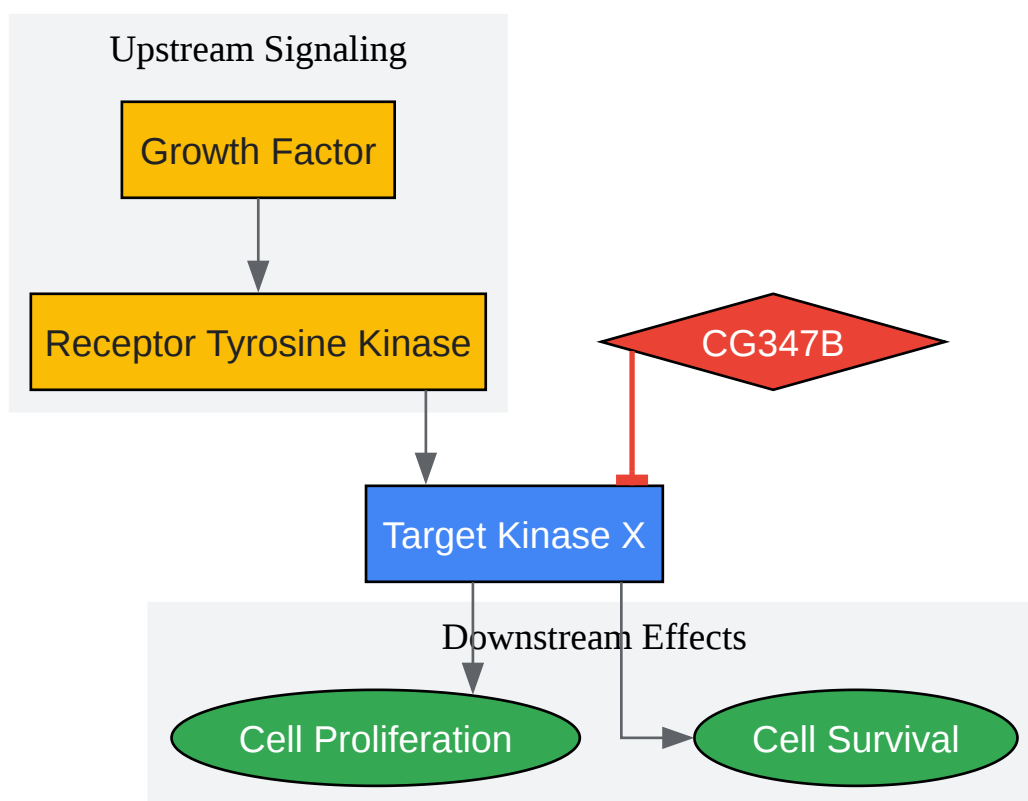 Upstream Signaling
Growth Factor
Receptor Tyrosine Kinase
CG347B
Target Kinase X
Downstream Effects
Cell Proliferation
Cell Survival